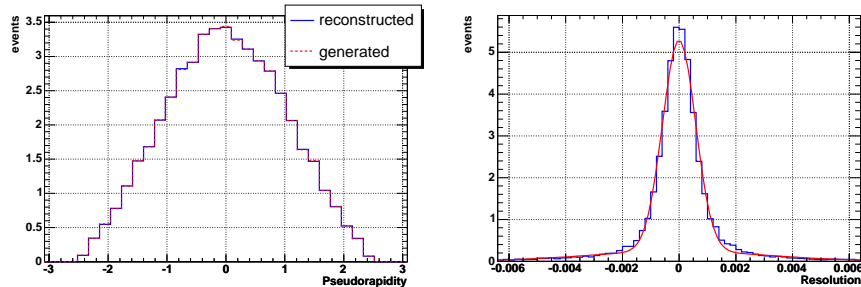 events
3.5
3
2.5
2
1.5
1
0.5
0
-3 -2 -1 0 1 2 3
Pseudorapidity
reconstructed
generated
events
5
4
3
2
1
0
-0.006 -0.004 -0.002 0 0.002 0.004 0.006
Resolution